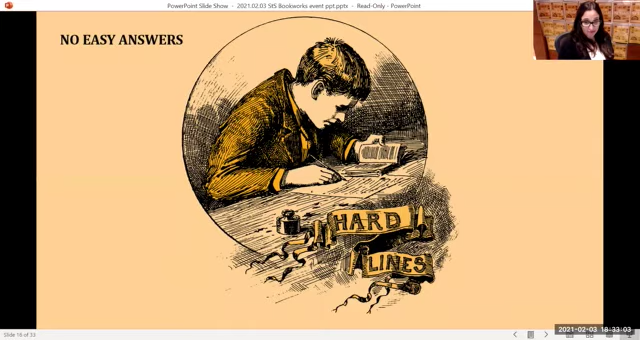 PowerPoint Slide Show - 2021.02.03 StS Bookworks event ppt.pptx - Read-Only - PowerPoint
NO EASY ANSWERS
HARD
LINES
Slide 16 of 33
2021-02-03 18:33:03